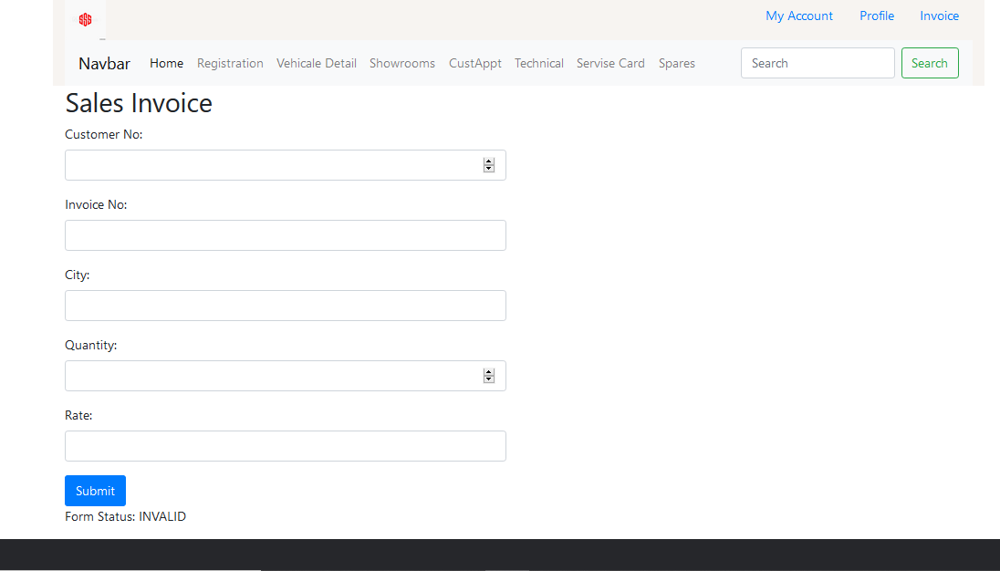 SSS
My Account Profile Invoice
Navbar Home Registration Vehicale Detail Showrooms CustAppt Technical Servise Card Spares Search Search
Sales Invoice
Customer No:
Invoice No:
City:
Quantity:
Rate:
Submit
Form Status: INVALID